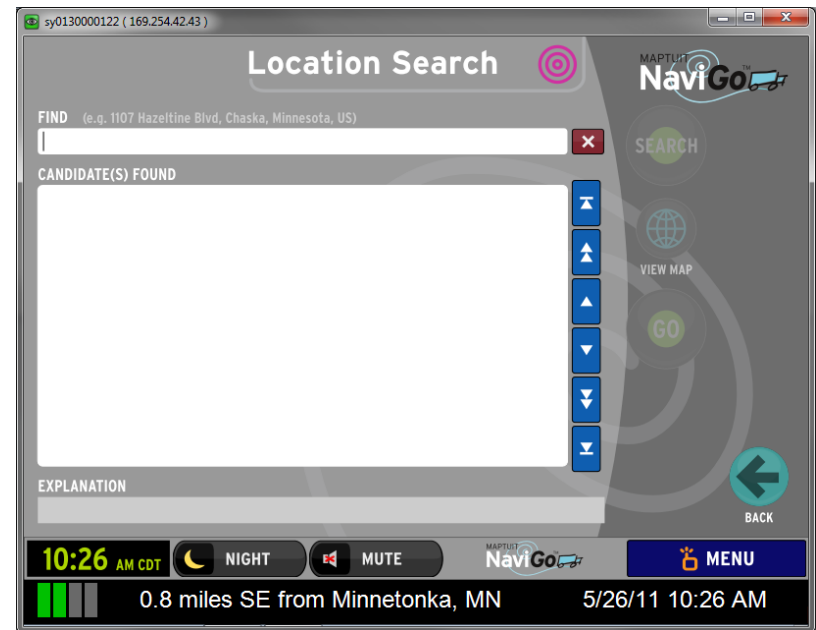 sy0130000122 ( 169.254.42.43 )
Location Search
MAPTUIT
NaviGo™
FIND (e.g. 1107 Hazeltine Blvd, Chaska, Minnesota, US)
SEARCH
CANDIDATE(S) FOUND
VIEW MAP
GO
EXPLANATION
BACK
10:26 AM CDT
NIGHT
MUTE
MAPTUIT
NaviGo
MENU
0.8 miles SE from Minnetonka, MN
5/26/11 10:26 AM